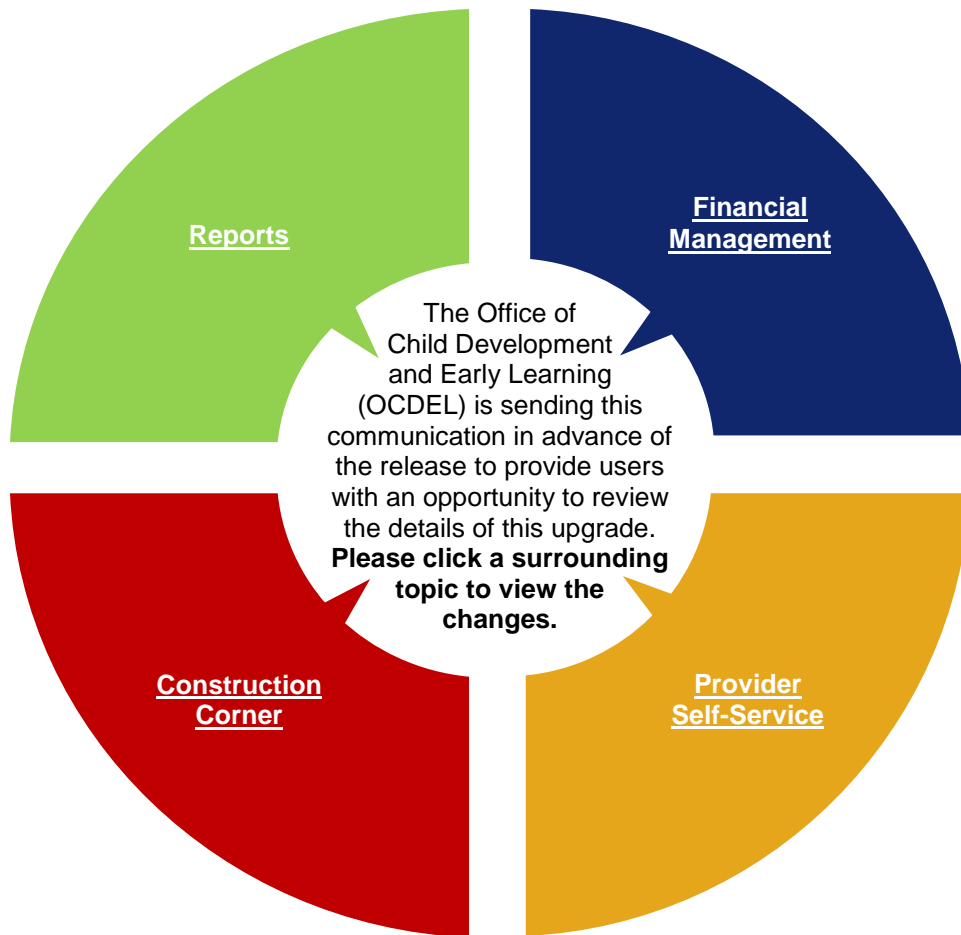 Reports
Financial
Management
The Office of
Child Development
and Early Learning
(OCDEL) is sending this
communication in advance of
the release to provide users
with an opportunity to review
the details of this upgrade.
Please click a surrounding
topic to view the
changes.
Construction
Corner
Provider
Self-Service